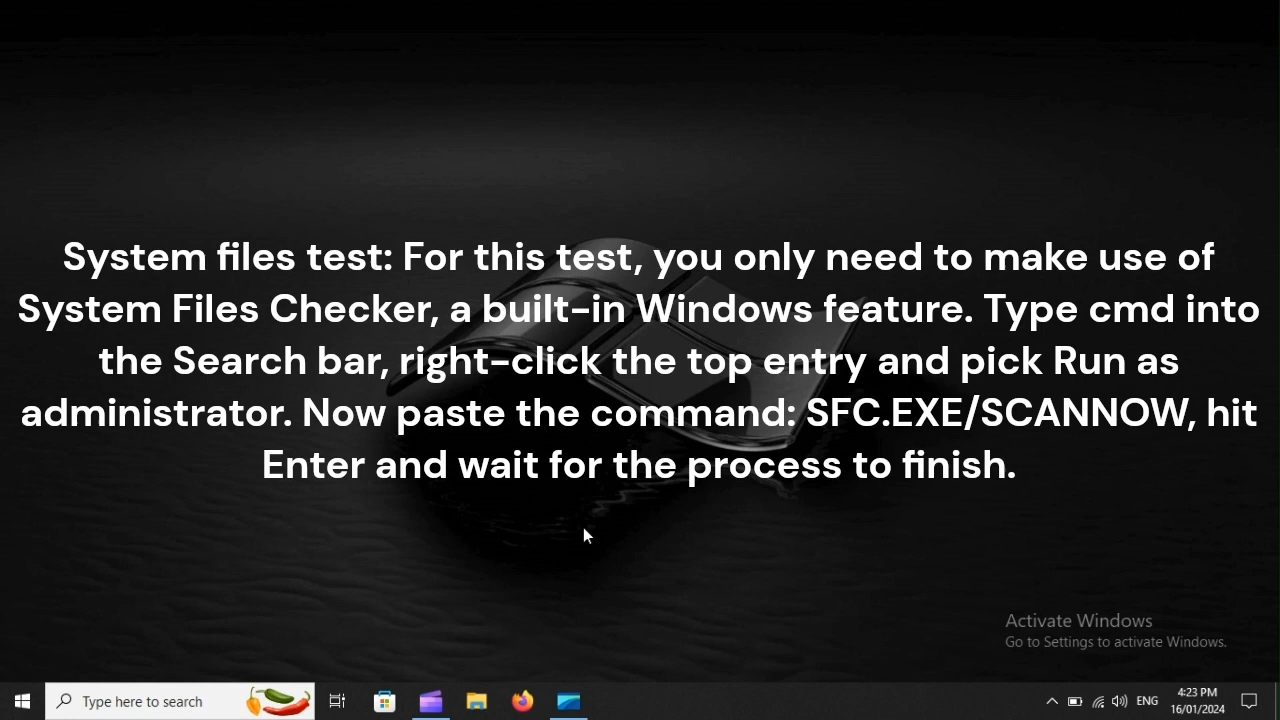 System files test: For this test, you only need to make use of
System Files Checker, a built-in Windows feature. Type cmd into
the Search bar, right-click the top entry and pick Run as
administrator. Now paste the command: SFC.EXE/SCANNOW, hit
Enter and wait for the process to finish.
Activate Windows
Go to Settings to activate Windows.
Type here to search
ENG
4:23 PM
16/01/2024